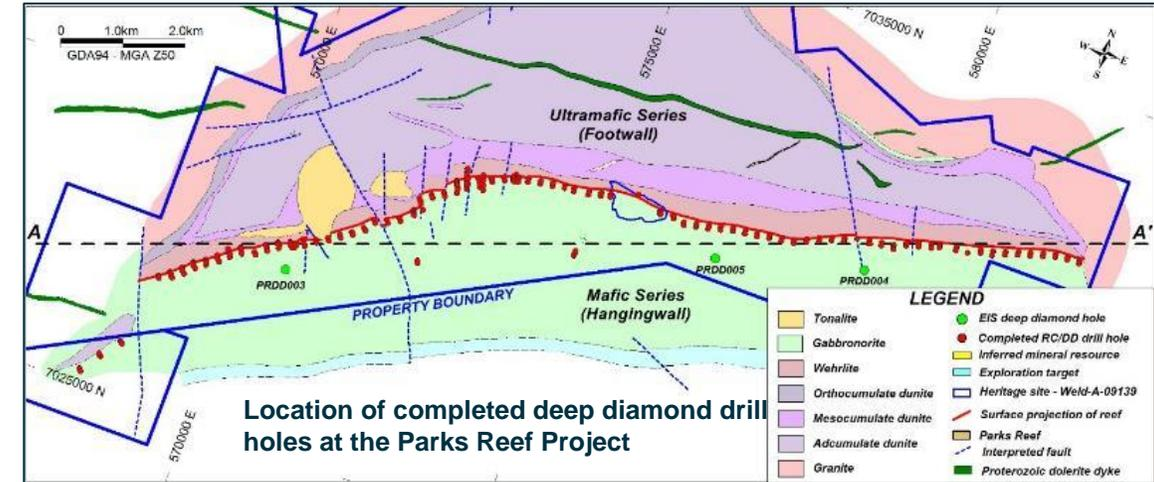 0 1.0km 2.0km
GDA94 - MGA Z50
570000 E
575000 E
7035000 N
580000 E
N
W E
S
Ultramafic Series
(Footwall)
A
A'
PRDD003
PRDD005
PRDD004
PROPERTY BOUNDARY
Mafic Series
(Hangingwall)
7025000 N
570000 E
Location of completed deep diamond drill
holes at the Parks Reef Project
LEGEND
Tonalite
Gabbronorite
Wehrlite
Orthocumulate dunite
Mesocumulate dunite
Adcumulate dunite
Granite
EIS deep diamond hole
Completed RC/DD drill hole
Inferred mineral resource
Exploration target
Heritage site - Weld-A-09139
Surface projection of reef
Parks Reef
Interpreted fault
Proterozoic dolerite dyke